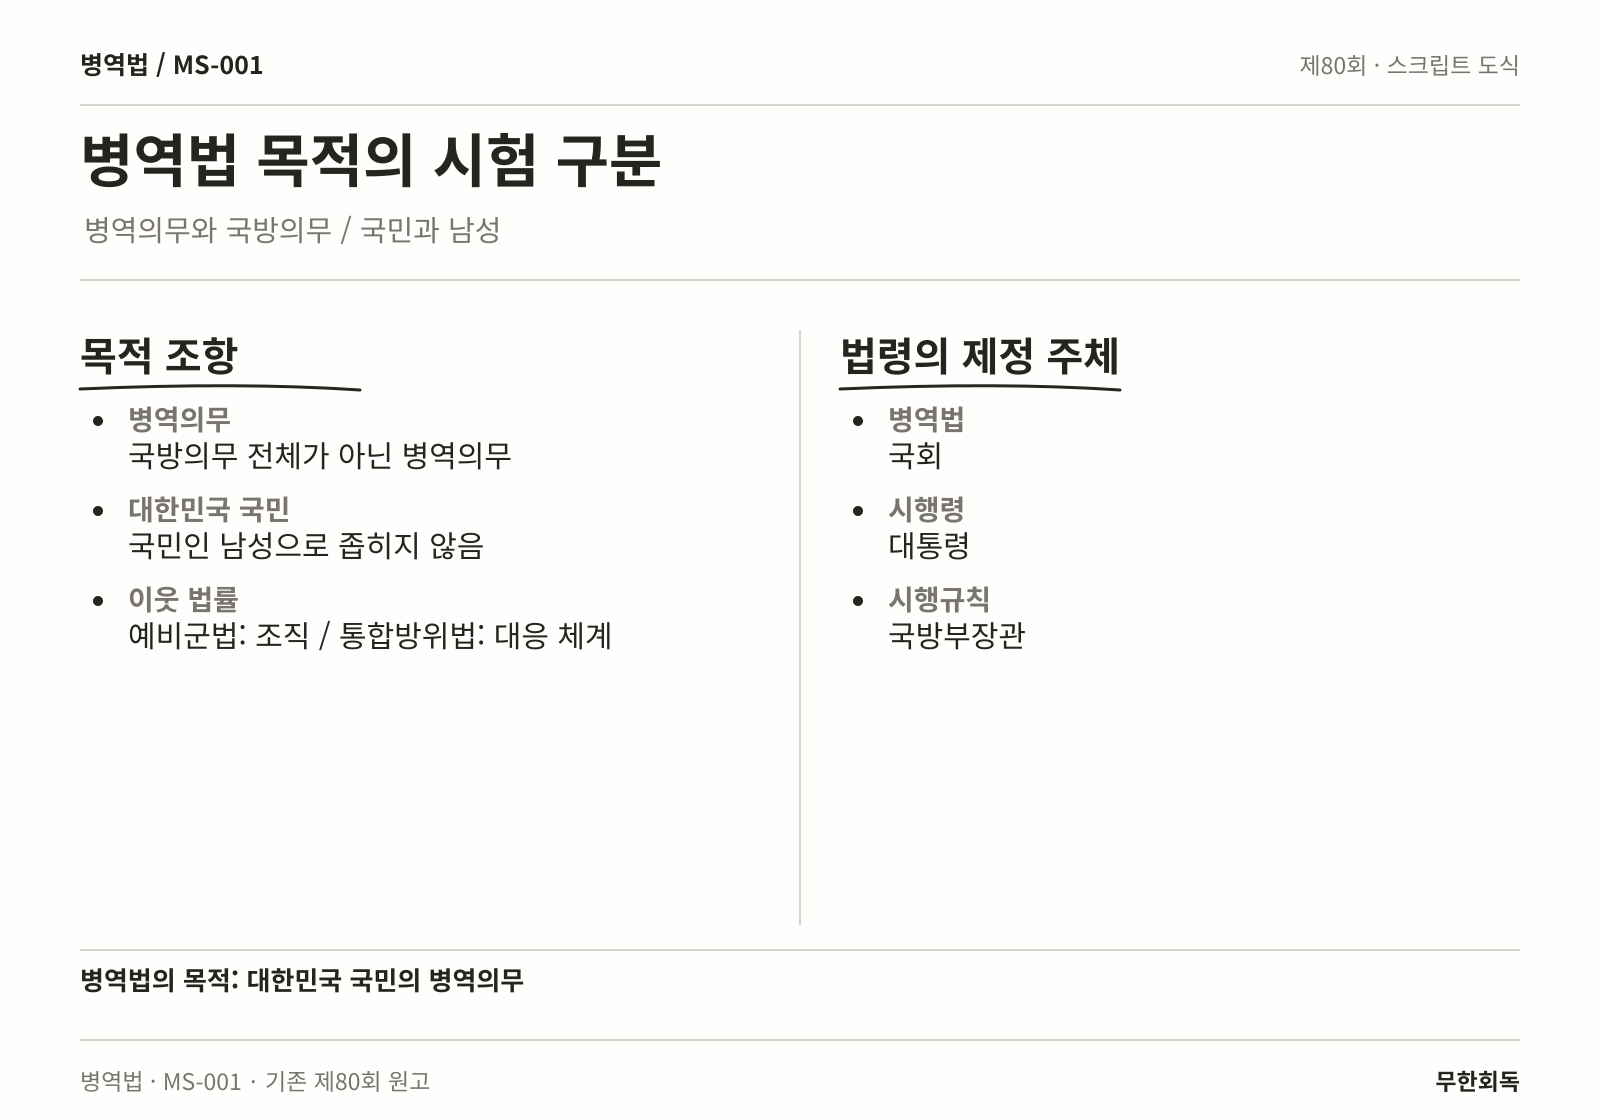 병역법 / MS-001
제80회 · 스크립트 도식
병역법 목적의 시험 구분
병역의무와 국방의무 / 국민과 남성
목적 조항
• 병역의무
국방의무 전체가 아닌 병역의무
• 대한민국 국민
국민인 남성으로 좁히지 않음
• 이웃 법률
예비군법: 조직 / 통합방위법: 대응 체계
법령의 제정 주체
• 병역법
국회
• 시행령
대통령
• 시행규칙
국방부장관
병역법의 목적: 대한민국 국민의 병역의무
병역법 · MS-001 · 기존 제80회 원고
무한회독